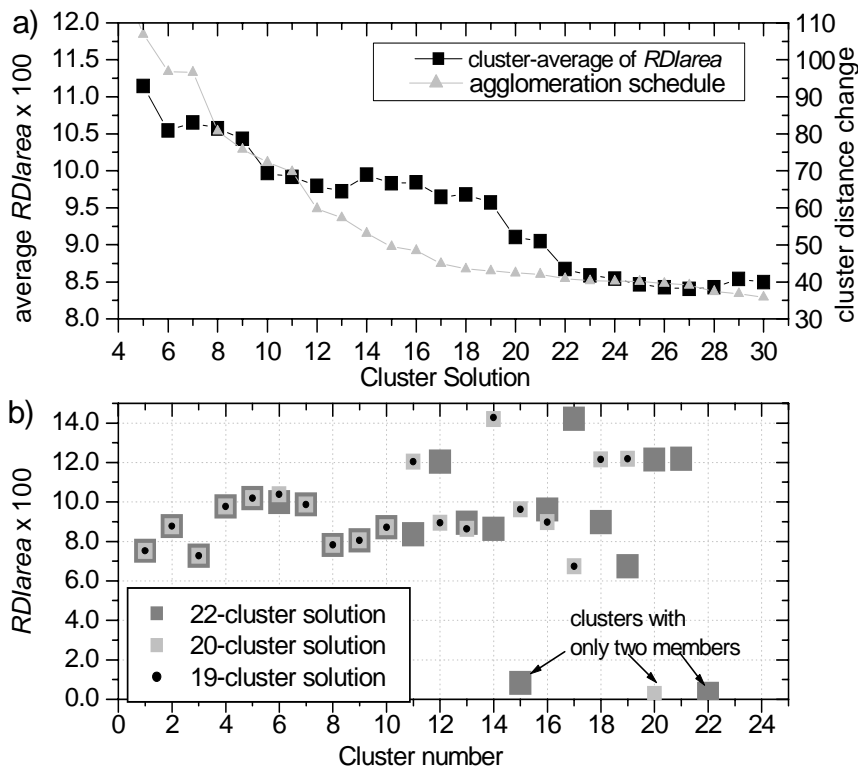 a)
12.0
11.5
11.0
10.5
10.0
9.5
9.0
8.5
8.0
average RDIarea x 100
cluster-average of RDIarea
agglomeration schedule
110
100
90
80
70
60
50
40
30
cluster distance change
4 6 8 10 12 14 16 18 20 22 24 26 28 30
Cluster Solution
b)
14.0
12.0
10.0
8.0
6.0
4.0
2.0
0.0
RDIarea x 100
22-cluster solution
20-cluster solution
19-cluster solution
clusters with
only two members
0 2 4 6 8 10 12 14 16 18 20 22 24
Cluster number